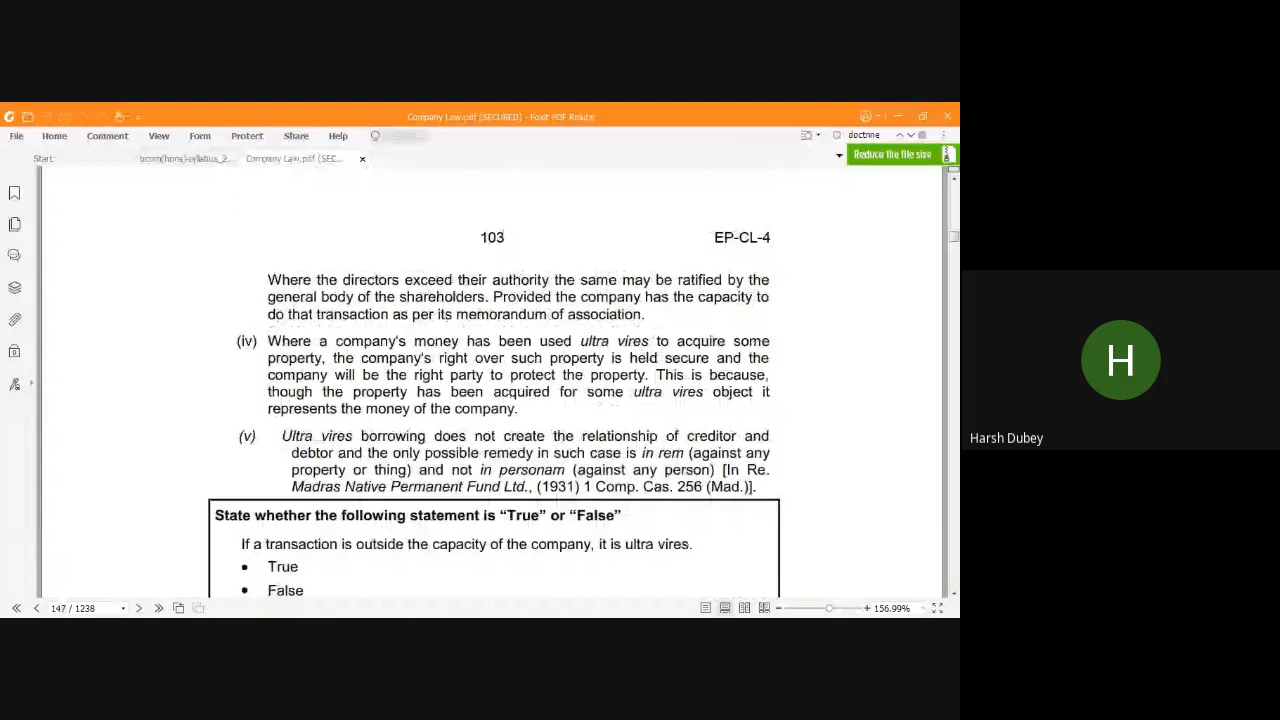 Company Law.pdf (SECURED) - Foxit PDF Reader
File Home Comment View Form Protect Share Help
doctrine
Start bcom(hons)-syllabus_2... Company Law.pdf (SEC...
Reduce the file size
103 EP-CL-4
Where the directors exceed their authority the same may be ratified by the
general body of the shareholders. Provided the company has the capacity to
do that transaction as per its memorandum of association.
(iv) Where a company's money has been used ultra vires to acquire some
property, the company's right over such property is held secure and the
company will be the right party to protect the property. This is because,
though the property has been acquired for some ultra vires object it
represents the money of the company.
(v) Ultra vires borrowing does not create the relationship of creditor and
debtor and the only possible remedy in such case is in rem (against any
property or thing) and not in personam (against any person) [In Re.
Madras Native Permanent Fund Ltd., (1931) 1 Comp. Cas. 256 (Mad.)].
State whether the following statement is “True” or “False”
If a transaction is outside the capacity of the company, it is ultra vires.
• True
• False
147 / 1238
156.99%
H
Harsh Dubey